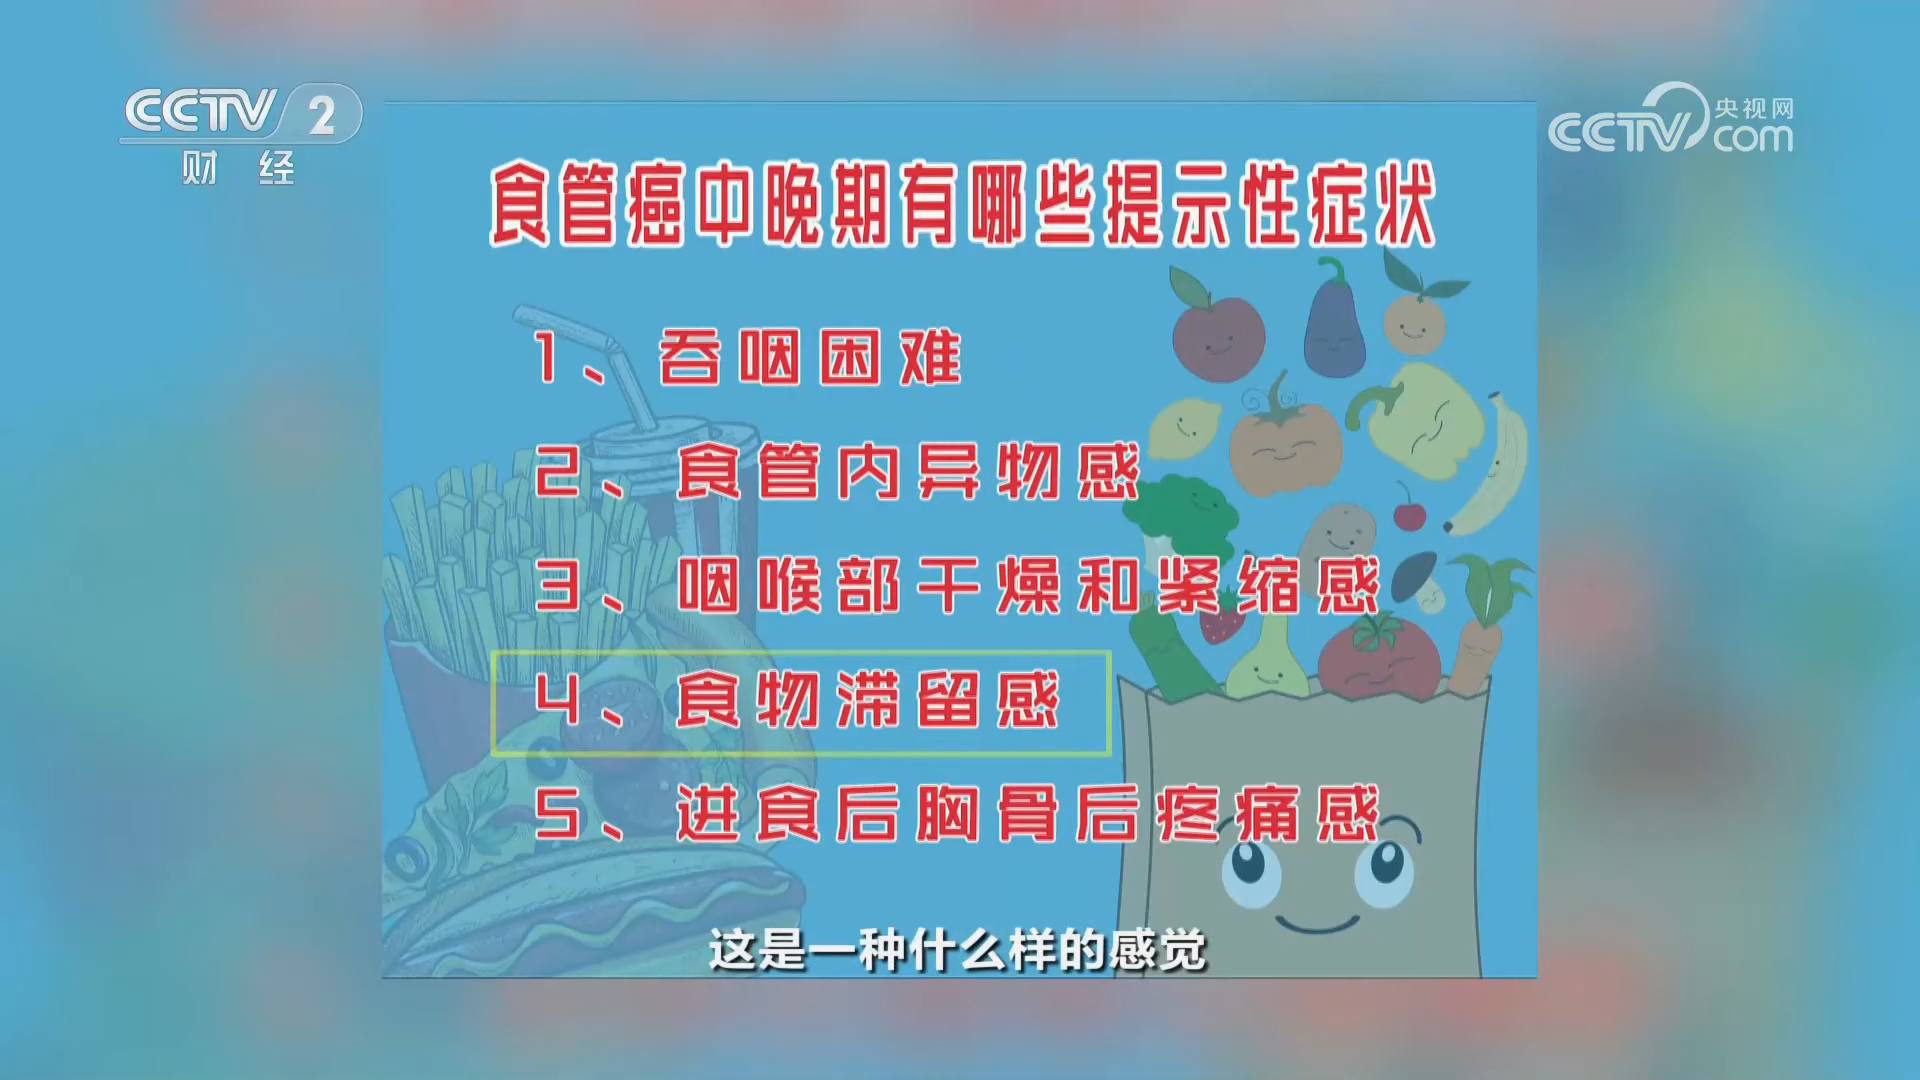 CCTV 2
财 经
央视网
CCTV com
食管癌中晚期有哪些提示性症状
1、吞咽困难
2、食管内异物感
3、咽喉部干燥和紧缩感
4、食物滞留感
5、进食后胸骨后疼痛感
这是一种什么样的感觉